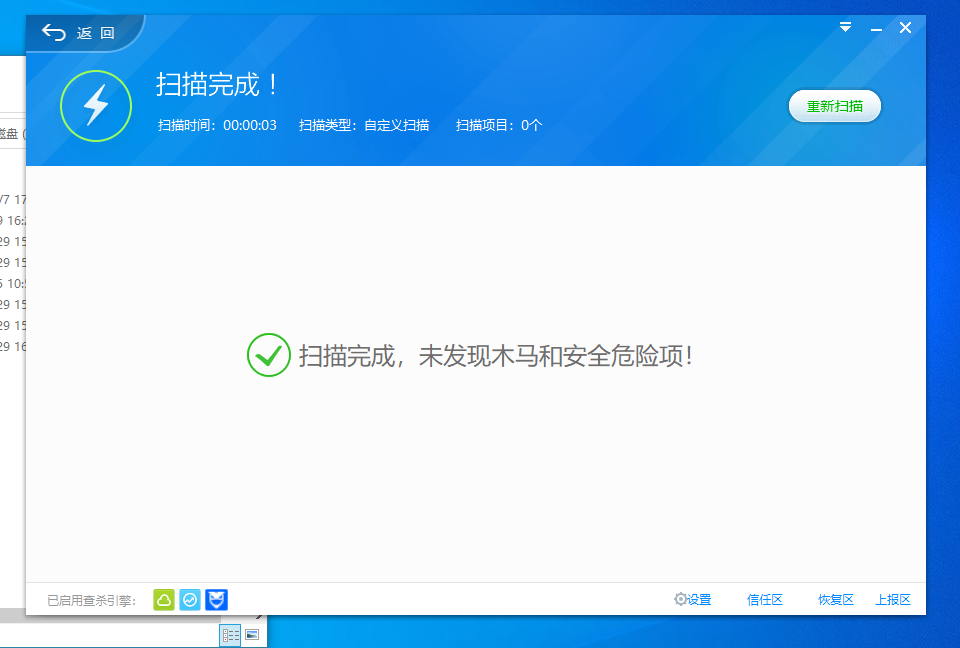 返 回
扫描完成！
扫描时间：00:00:03 扫描类型：自定义扫描 扫描项目：0个
重新扫描
盘 (
/7 17
9 16:
29 15
29 15
5 10:
29 15
29 15
29 16
扫描完成，未发现木马和安全危险项！
已启用查杀引擎：
设置 信任区 恢复区 上报区